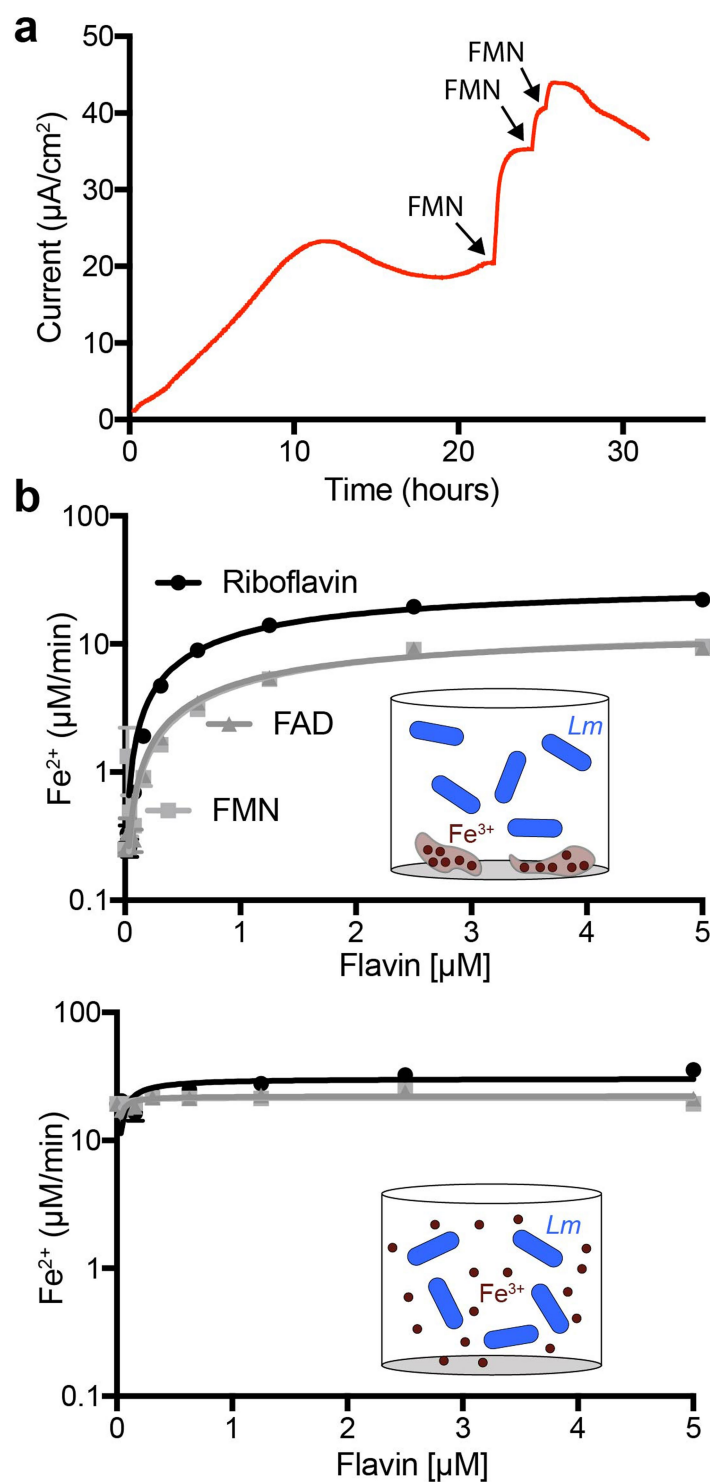 a
50
40
30
20
10
0
Current (µA/cm²)
FMN
FMN
FMN
0
10
20
30
Time (hours)
b
100
10
1
0.1
Fe²⁺ (µM/min)
Riboflavin
FAD
FMN
Lm
Fe³⁺
0
1
2
3
4
5
Flavin [µM]
100
10
1
0.1
Fe²⁺ (µM/min)
Lm
Fe³⁺
0
1
2
3
4
5
Flavin [µM]